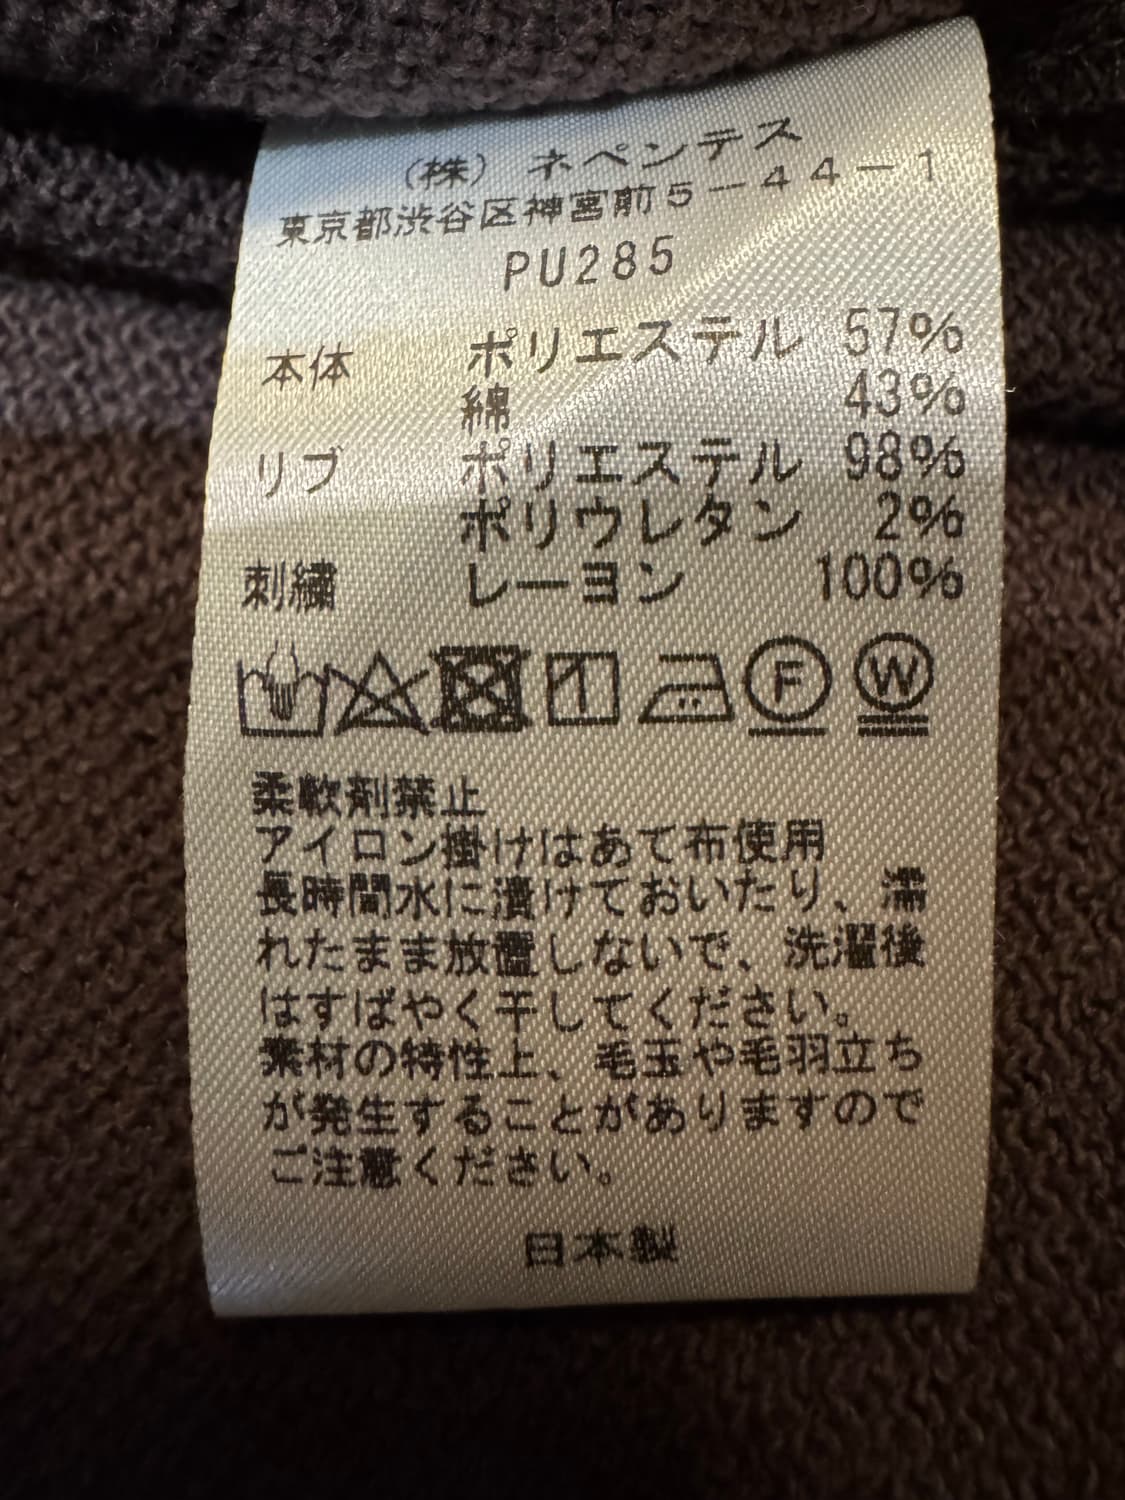 (株) ネペンテス
東京都渋谷区神宮前5-44-1
PU285
本体 ポリエステル 57%
綿 43%
リブ ポリエステル 98%
ポリウレタン 2%
刺繍 レーヨン 100%
F W
柔軟剤禁止
アイロン掛けはあて布使用
長時間水に漬けておいたり、濡
れたまま放置しないで、洗濯後
はすばやく干してください。
素材の特性上、毛玉や毛羽立ち
が発生することがありますので
ご注意ください。
日本製